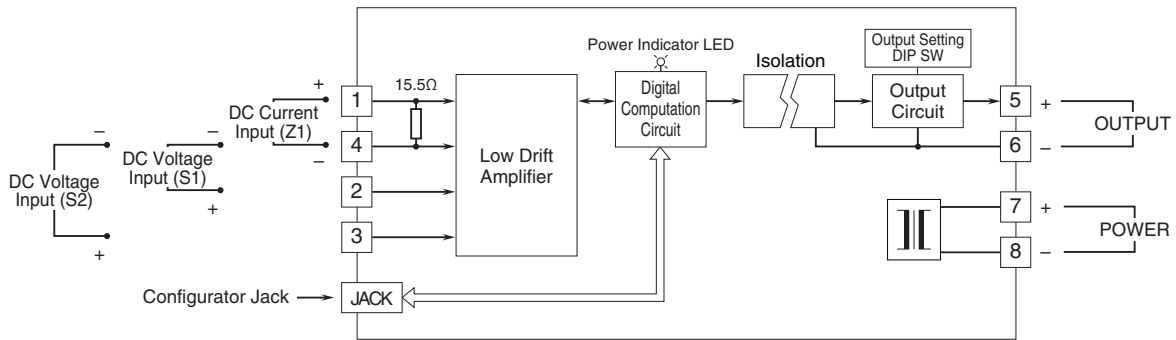 Power Indicator LED
Output Setting
DIP SW
Isolation
15.5Ω
+
1
DC Current
Input (Z1)
–
4
Digital
Computation
Circuit
Output
Circuit
5
+
OUTPUT
6
–
–
DC Voltage
Input (S2)
+
–
DC Voltage
Input (S1)
+
Low Drift
Amplifier
2
3
7
+
POWER
8
–
Configurator Jack
JACK